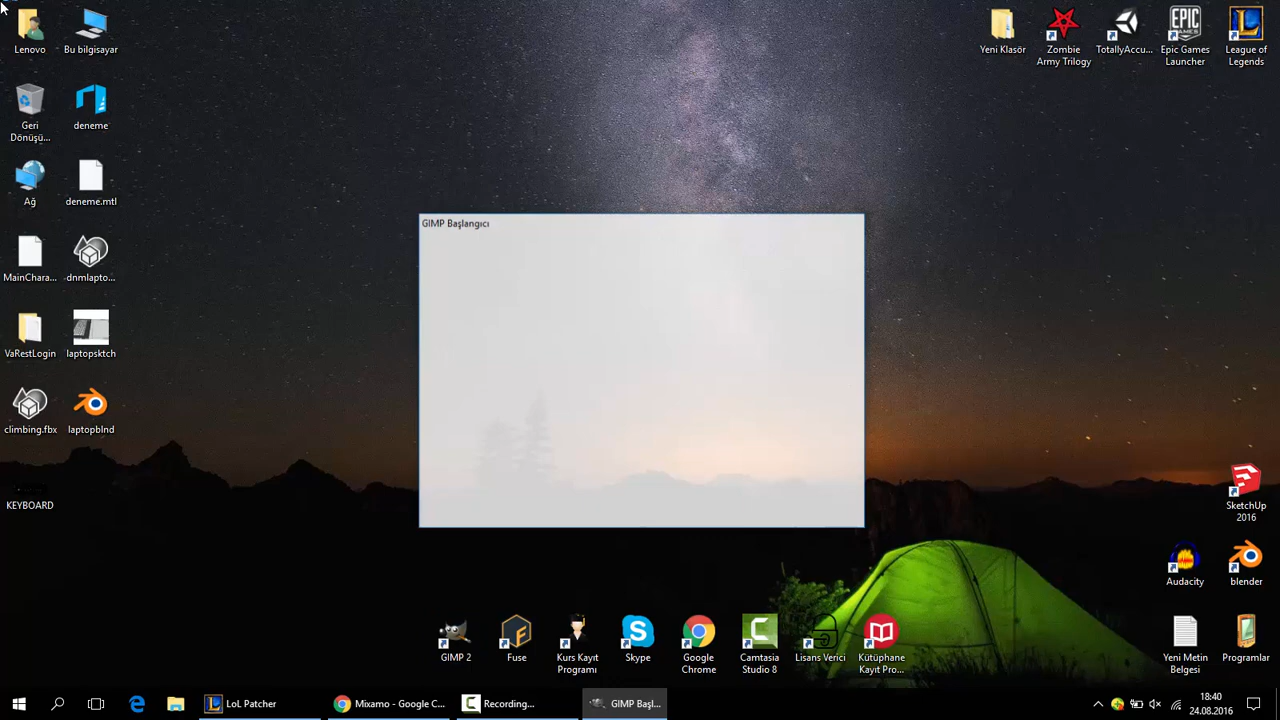 Lenovo
Bu bilgisayar
Yeni Klasör
Zombie
Army Trilogy
TotallyAccu...
EPIC
GAMES
Epic Games
Launcher
League of
Legends
Geri
Dönüşü...
deneme
Ağ
deneme.mtl
GIMP Başlangıcı
MainChara...
dnmlapto...
VaRestLogin
laptopsktch
climbing.fbx
laptopblnd
KEYBOARD
SketchUp
2016
Audacity
blender
GIMP 2
Fuse
Kurs Kayıt
Programı
Skype
Google
Chrome
Camtasia
Studio 8
Lisans Verici
Kütüphane
Kayıt Pro...
Yeni Metin
Belgesi
Programlar
LoL Patcher
Mixamo - Google C...
Recording...
GIMP Başl...
18:40
24.08.2016